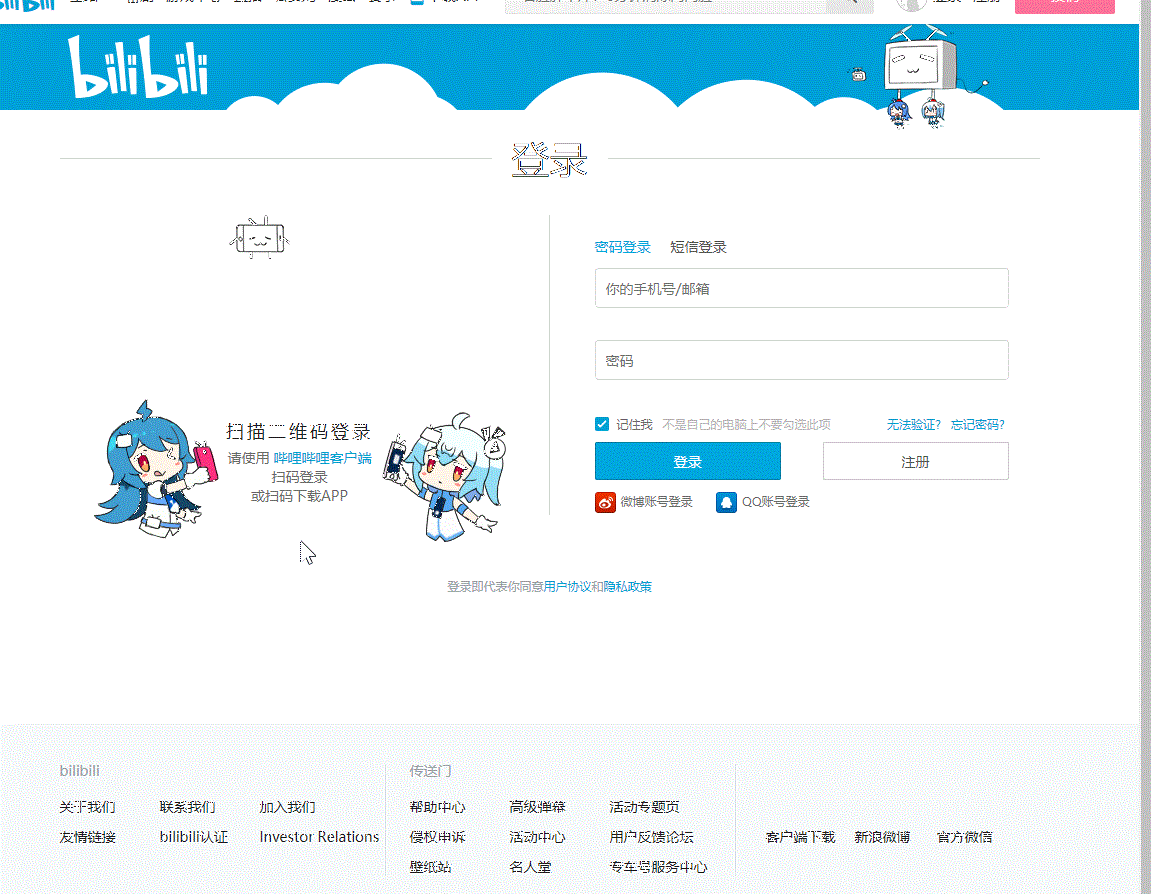 bilibili
登录
密码登录 短信登录
你的手机号/邮箱
密码
扫描二维码登录
请使用 哔哩哔哩客户端
扫码登录
或扫码下载APP
记住我 不是自己的电脑上不要勾选此项 无法验证? 忘记密码?
登录 注册
微博账号登录 QQ账号登录
登录即代表你同意用户协议和隐私政策
bilibili 传送门
关于我们 联系我们 加入我们 帮助中心 高级弹幕 活动专题页
友情链接 bilibili认证 Investor Relations 侵权申诉 活动中心 用户反馈论坛 客户端下载 新浪微博 官方微信
壁纸站 名人堂 专车号服务中心